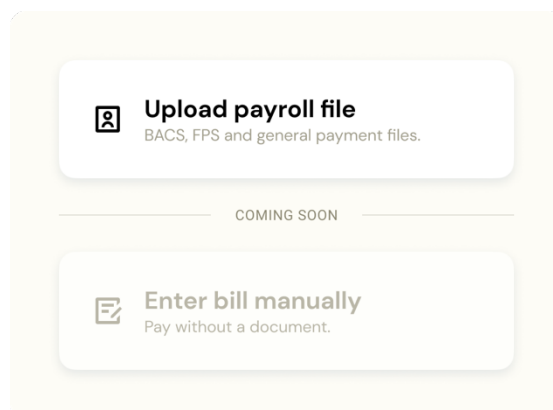 Upload payroll file
BACS, FPS and general payment files.
COMING SOON
Enter bill manually
Pay without a document.